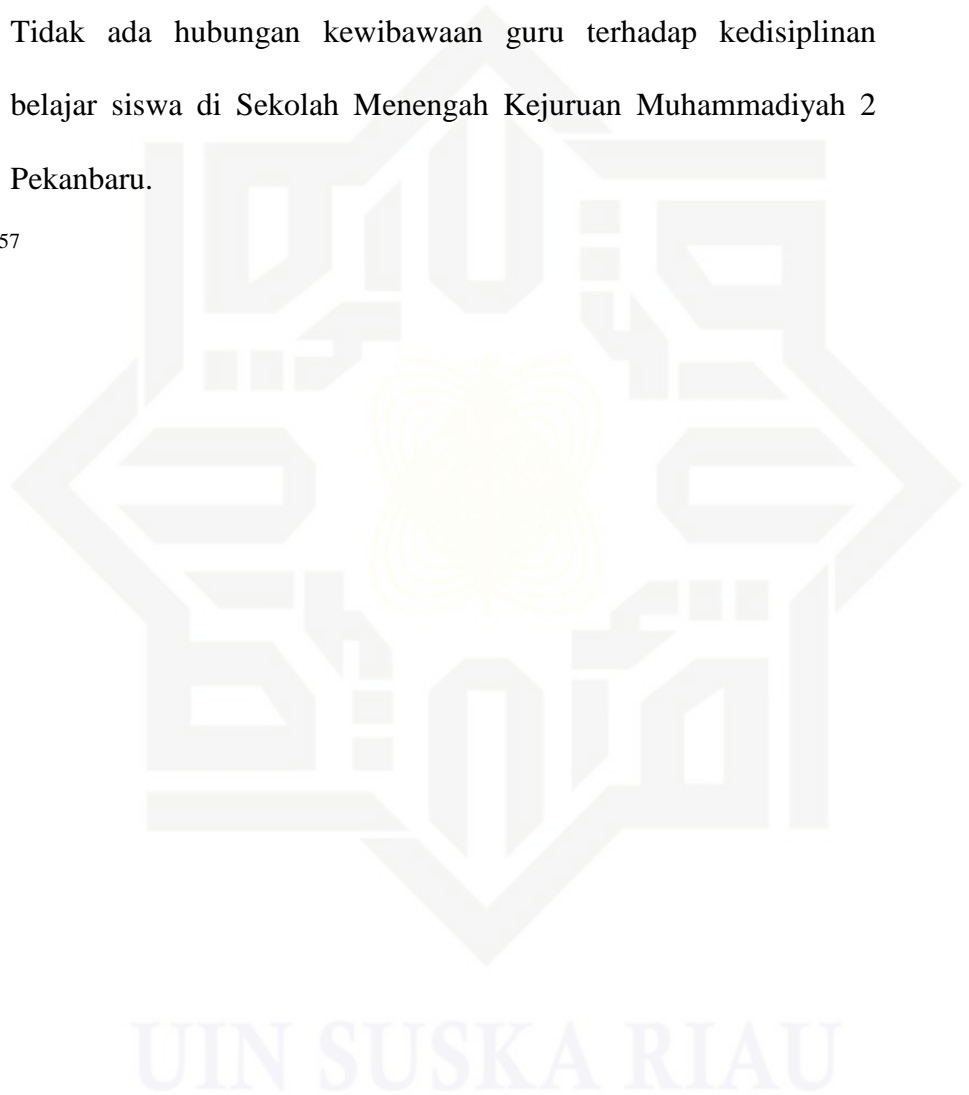 Tidak ada hubungan kewibawaan guru terhadap kedisiplinan
belajar siswa di Sekolah Menengah Kejuruan Muhammadiyah 2
Pekanbaru.
57
UIN SUSKA RIAU